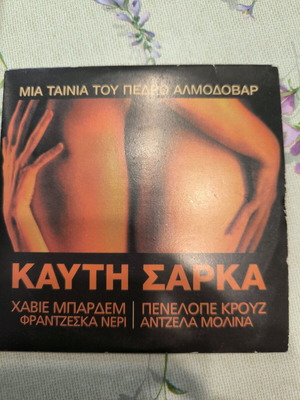 ΜΙΑ ΤΑΙΝΙΑ ΤΟΥ ΠΕΔΡΟ ΑΛΜΟΔΟΒΑΡ
ΚΑΥΤΗ ΣΑΡΚΑ
ΧΑΒΙΕ ΜΠΑΡΔΕΜ | ΠΕΝΕΛΟΠΕ ΚΡΟΥΖ
ΦΡΑΝΤΖΕΣΚΑ ΝΕΡΙ | ΑΝΤΖΕΛΑ ΜΟΛΙΝΑ